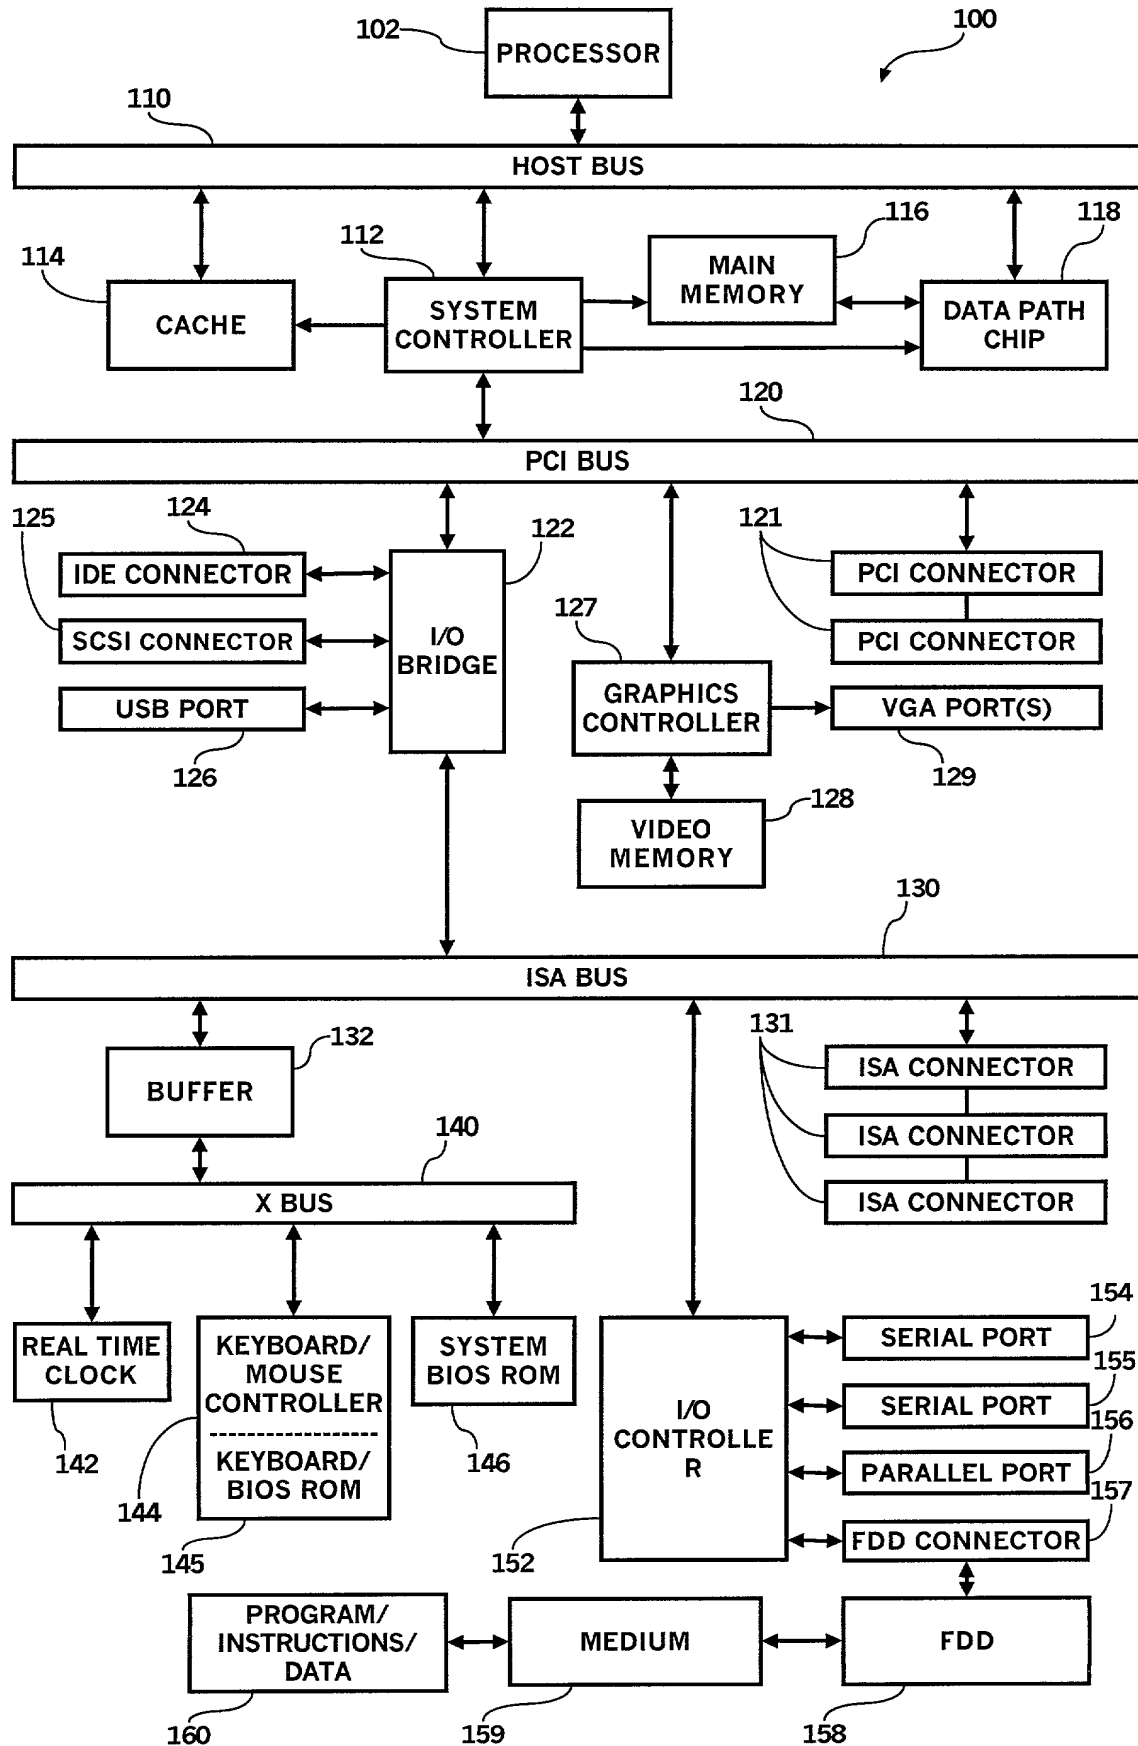 102
PROCESSOR
100
110
HOST BUS
114
112
116
118
CACHE
SYSTEM
CONTROLLER
MAIN
MEMORY
DATA PATH
CHIP
120
PCI BUS
125
124
122
121
IDE CONNECTOR
SCSI CONNECTOR
USB PORT
126
I/O
BRIDGE
127
GRAPHICS
CONTROLLER
PCI CONNECTOR
PCI CONNECTOR
VGA PORT(S)
129
128
VIDEO
MEMORY
130
ISA BUS
132
BUFFER
131
ISA CONNECTOR
ISA CONNECTOR
ISA CONNECTOR
140
X BUS
REAL TIME
CLOCK
142
KEYBOARD/
MOUSE
CONTROLLER
KEYBOARD/
BIOS ROM
144
145
SYSTEM
BIOS ROM
146
I/O
CONTROLLE
R
152
154
SERIAL PORT
155
SERIAL PORT
156
PARALLEL PORT
157
FDD CONNECTOR
PROGRAM/
INSTRUCTIONS/
DATA
MEDIUM
FDD
160
159
158